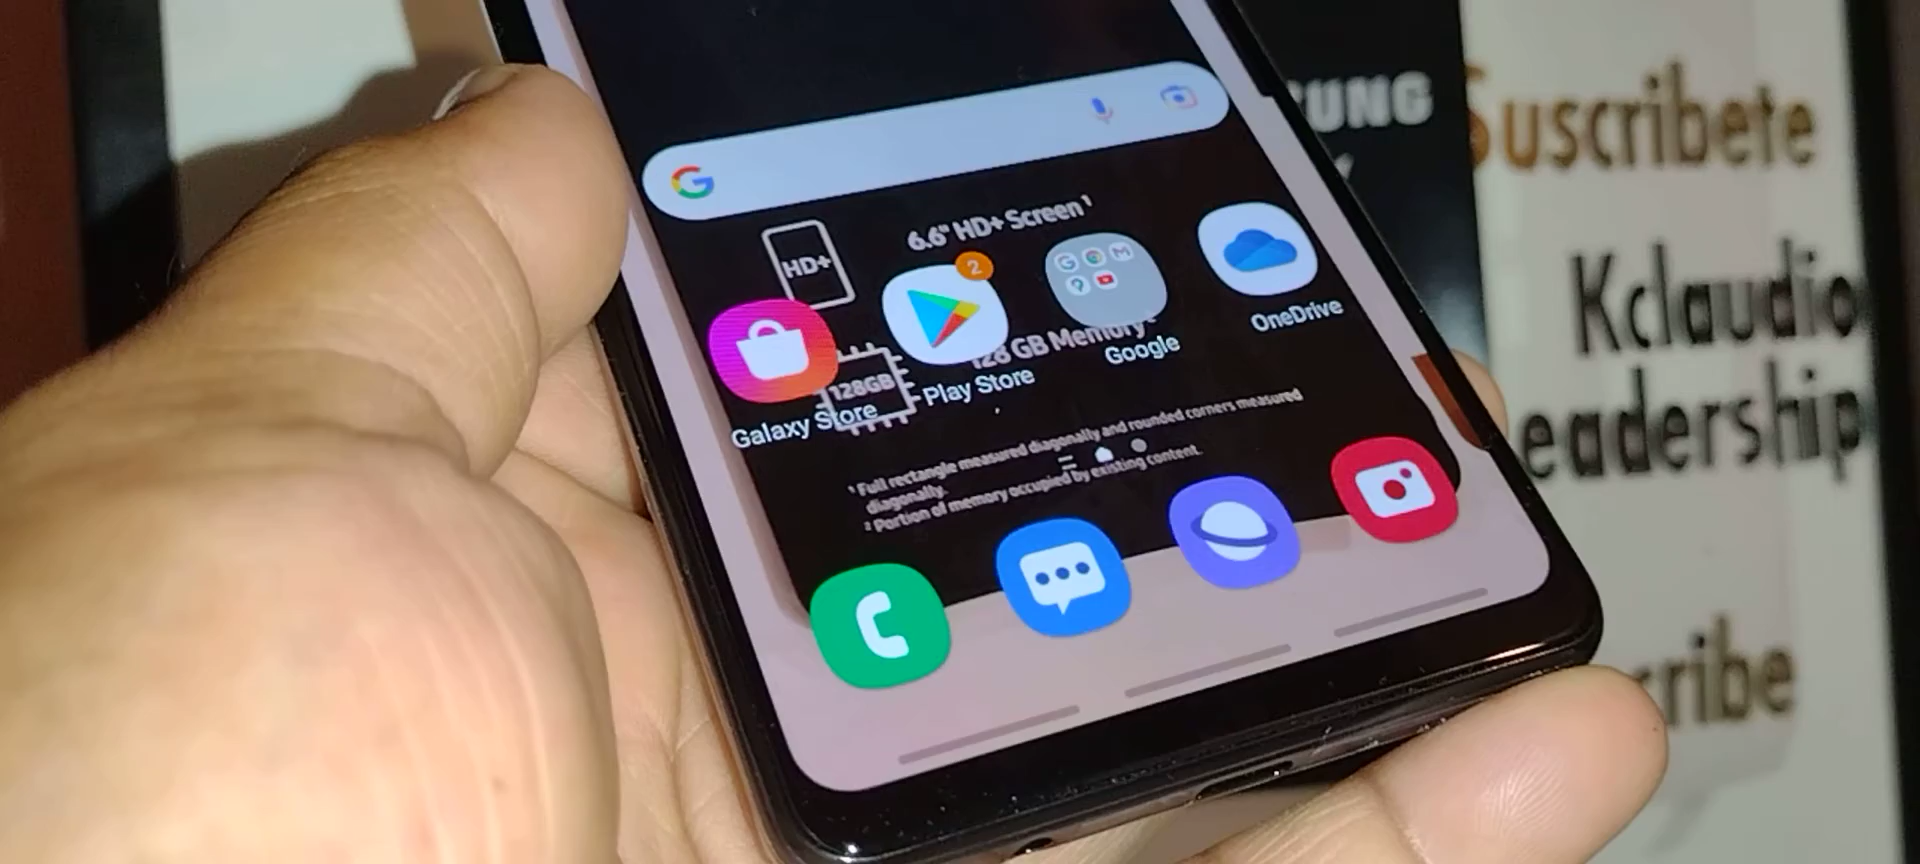 UNG
Suscribete
Kclaudio
eadership
cribe
6.6" HD+ Screen¹
HD+
2
OneDrive
128 GB Memory²
Google
128GB
Play Store
Galaxy Store
¹ Full rectangle measured diagonally and rounded corners measured
diagonally.
² Portion of memory occupied by existing content.